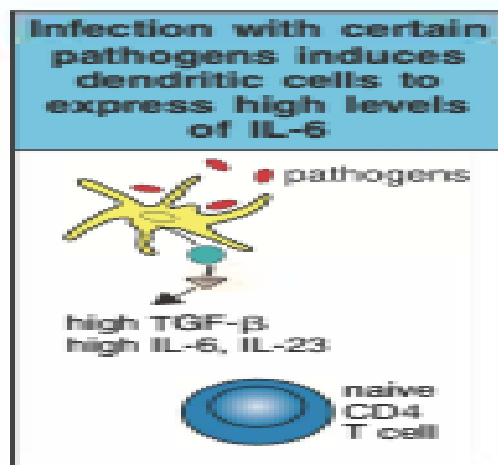 Infection with certain
pathogens induces
dendritic cells to
express high levels
of IL-6
pathogens
high TGF-β
high IL-6, IL-23
naive
CD4
T cell